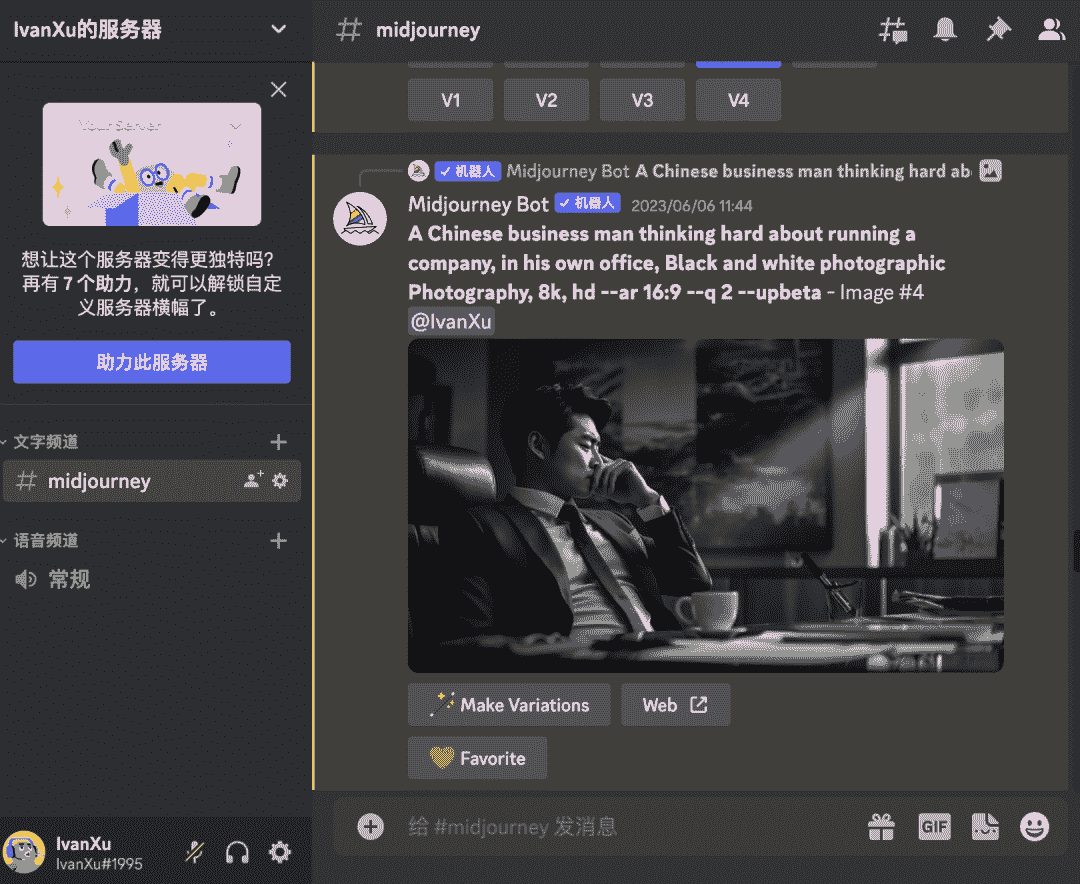 IvanXu的服务器
Your Server
想让这个服务器变得更独特吗？
再有 7 个助力，就可以解锁自定
义服务器横幅了。
助力此服务器
文字频道
midjourney
语音频道
常规
IvanXu
IvanXu#1995
# midjourney
V1
V2
V3
V4
✓ 机器人 Midjourney Bot A Chinese business man thinking hard ab
Midjourney Bot ✓ 机器人 2023/06/06 11:44
A Chinese business man thinking hard about running a
company, in his own office, Black and white photographic
Photography, 8k, hd --ar 16:9 --q 2 --upbeta - Image #4
@IvanXu
Make Variations
Web
Favorite
给 #midjourney 发消息
GIF